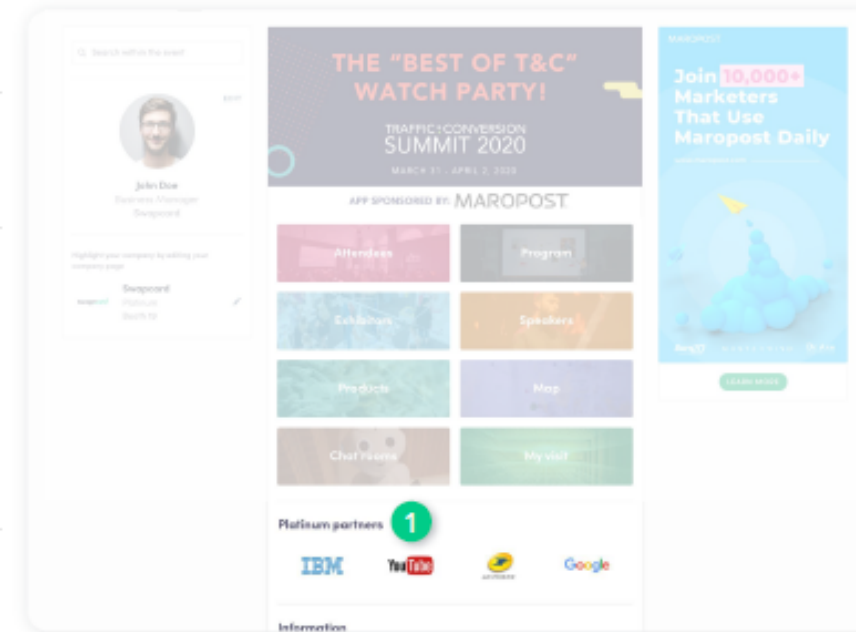 Search within the event
John Doe
Business Manager
Swapcard
Highlight your company by editing your
company page.
Swapcard
Platinum
THE "BEST OF T&C"
WATCH PARTY!
TRAFFIC & CONVERSION
SUMMIT 2020
MARCH 31 - APRIL 2, 2020
APP SPONSORED BY: MAROPOST
Attendees
Program
Exhibitors
Speakers
Products
Map
Chat rooms
My visit
Platinum partners
1
IBM
YouTube
Google
Information
MAROPOST
Join 10,000+
Marketers
That Use
Maropost Daily
LEARN MORE